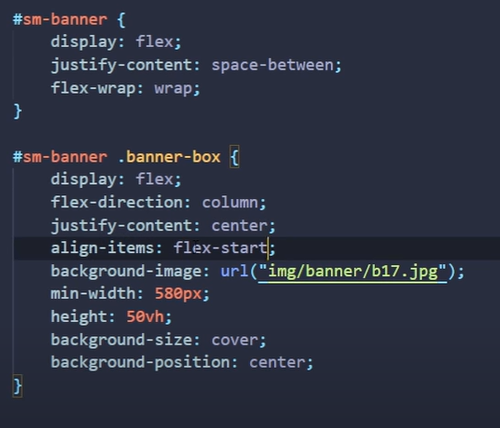 #sm-banner {
    display: flex;
    justify-content: space-between;
    flex-wrap: wrap;
}

#sm-banner .banner-box {
    display: flex;
    flex-direction: column;
    justify-content: center;
    align-items: flex-start;
    background-image: url("img/banner/b17.jpg");
    min-width: 580px;
    height: 50vh;
    background-size: cover;
    background-position: center;
}